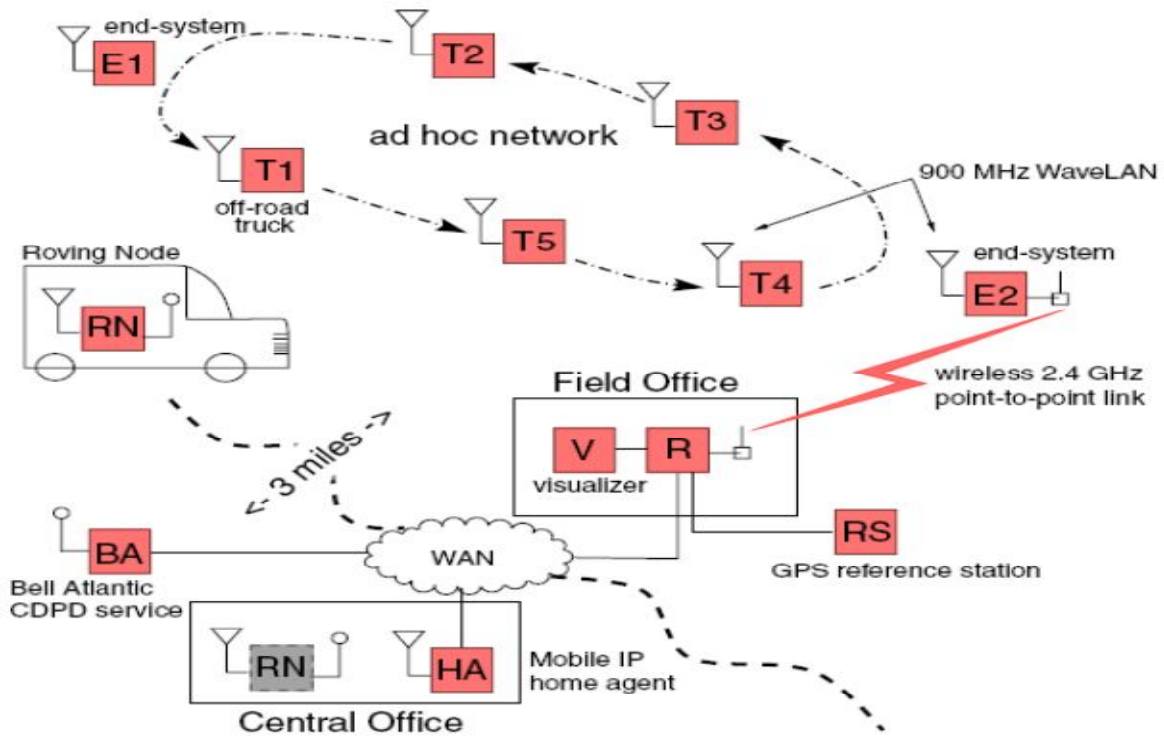 end-system
E1
T2
T3
ad hoc network
T1
off-road
truck
900 MHz WaveLAN
T5
Roving Node
end-system
T4
E2
RN
Field Office
wireless 2.4 GHz
point-to-point link
<- 3 miles ->
V
R
visualizer
RS
BA
WAN
GPS reference station
Bell Atlantic
CDPD service
RN
HA
Mobile IP
home agent
Central Office